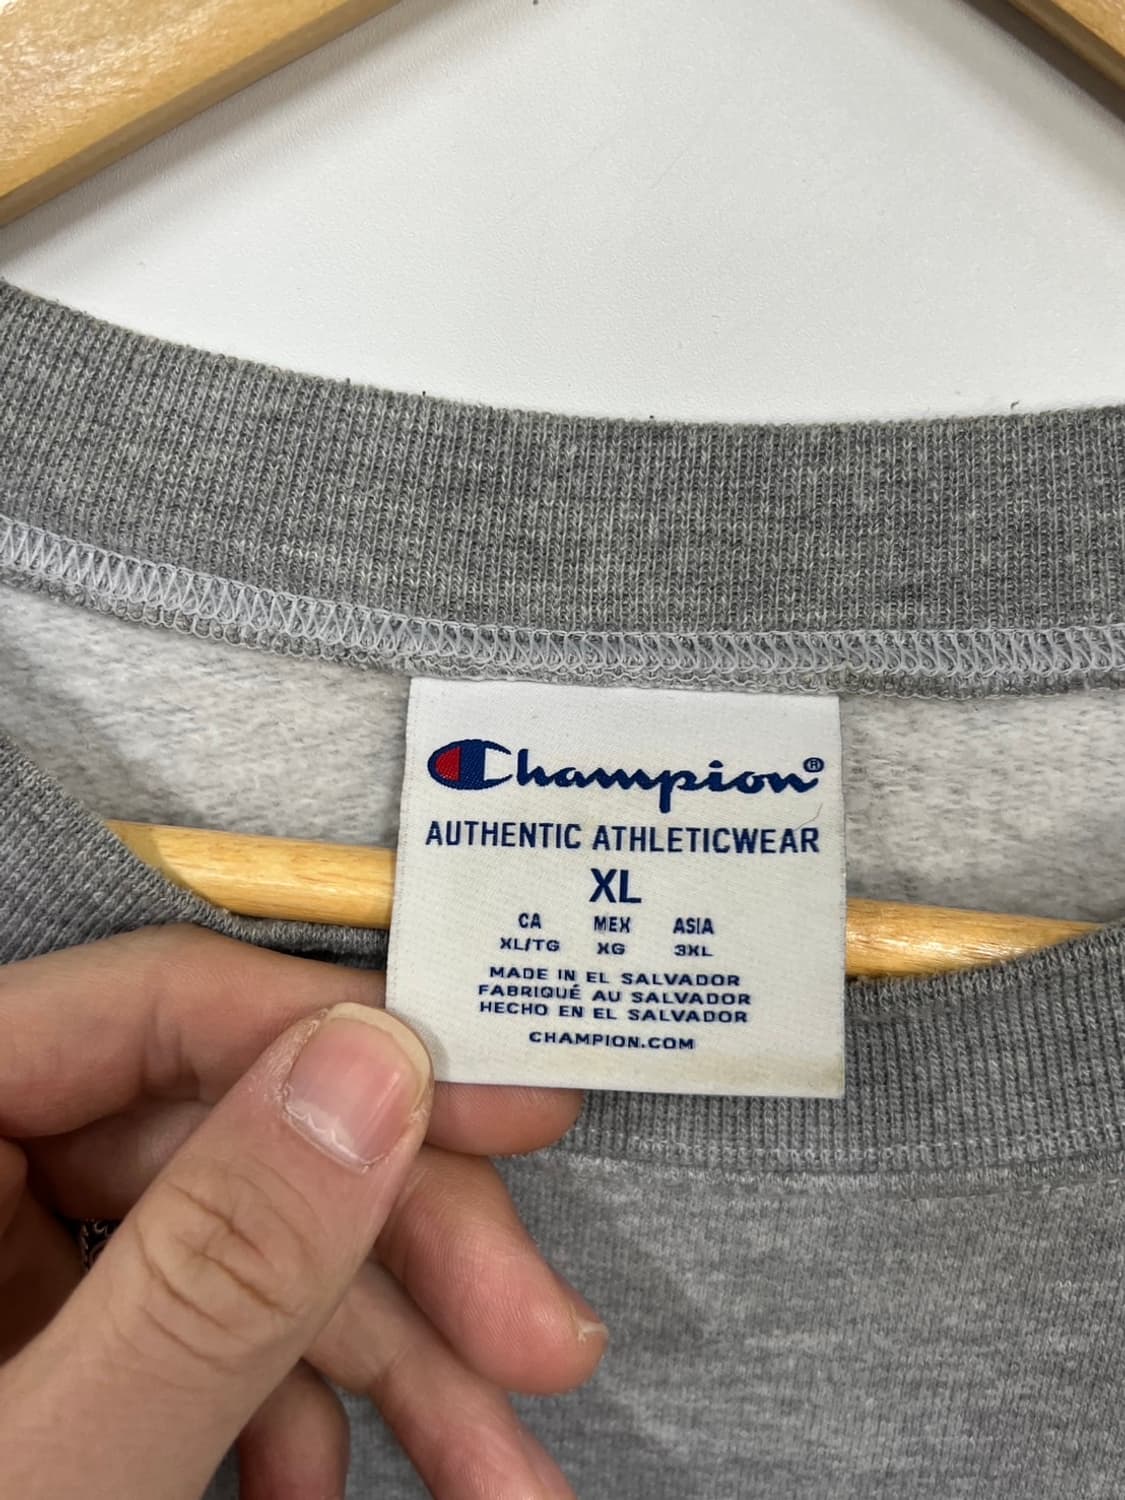 Champion®
AUTHENTIC ATHLETICWEAR
XL
CA MEX ASIA
XL/TG XG 3XL
MADE IN EL SALVADOR
FABRIQUÉ AU SALVADOR
HECHO EN EL SALVADOR
CHAMPION.COM